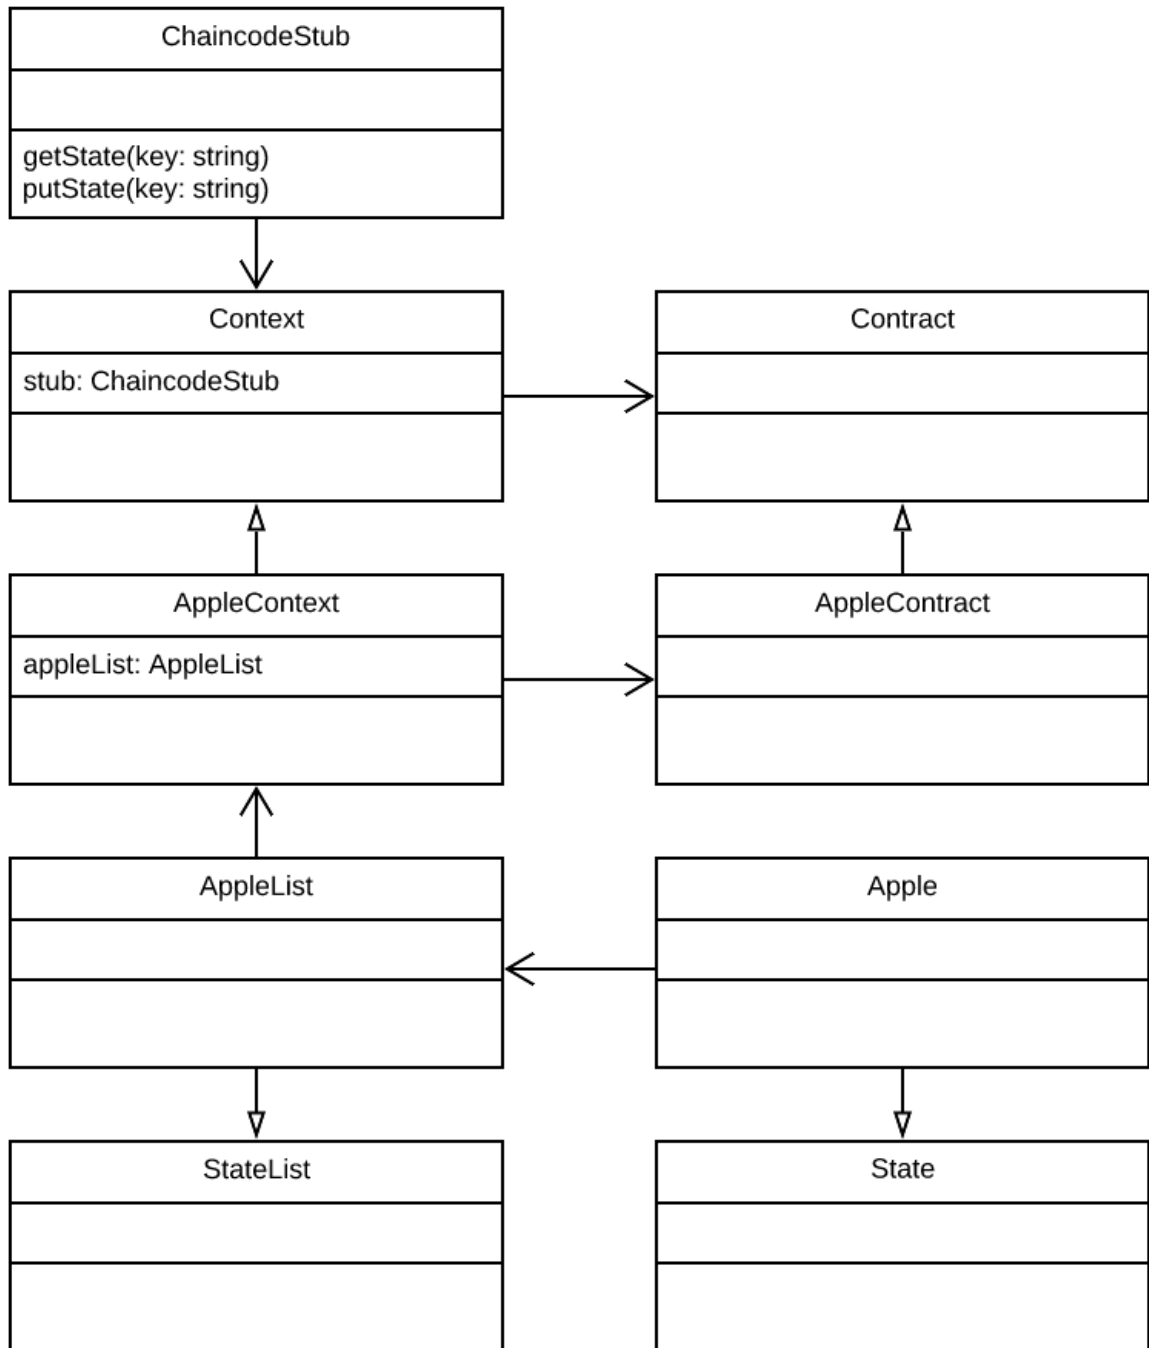 ChaincodeStub
getState(key: string)
putState(key: string)
Context
stub: ChaincodeStub
Contract
AppleContext
appleList: AppleList
AppleContract
AppleList
Apple
StateList
State